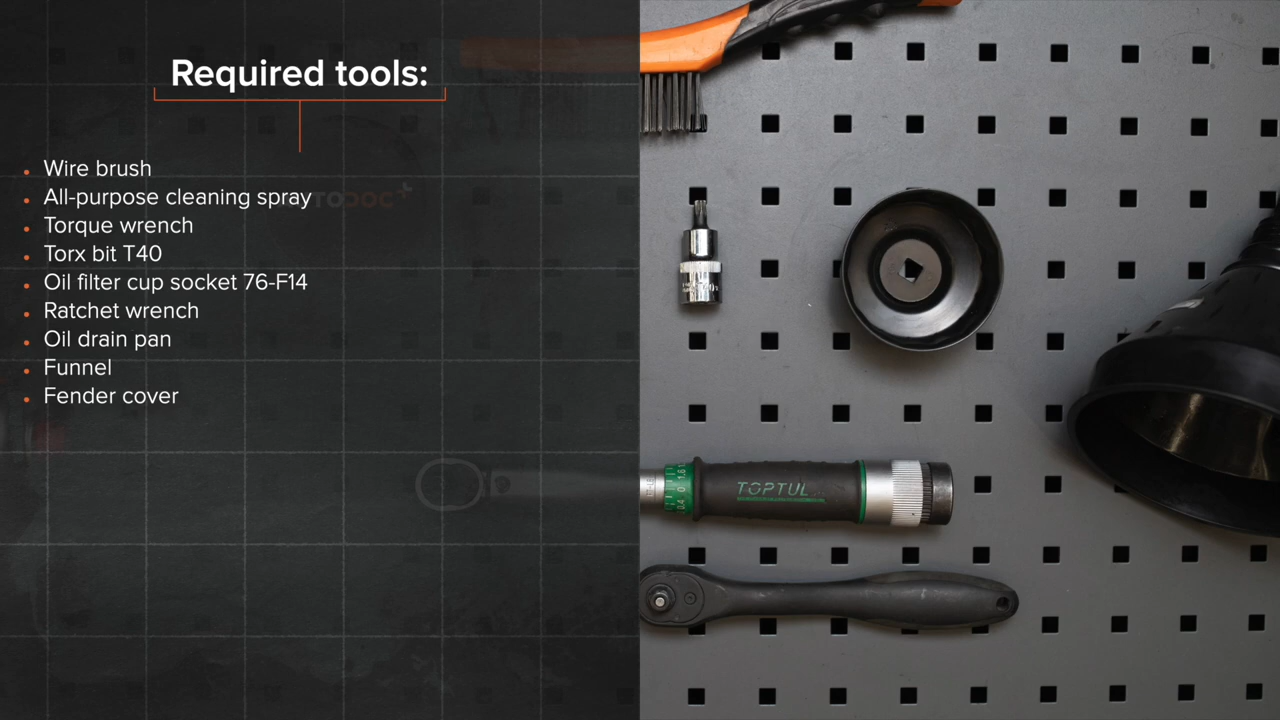 Required tools:
Wire brush
All-purpose cleaning spray
Torque wrench
Torx bit T40
Oil filter cup socket 76-F14
Ratchet wrench
Oil drain pan
Funnel
Fender cover
TOPTUL